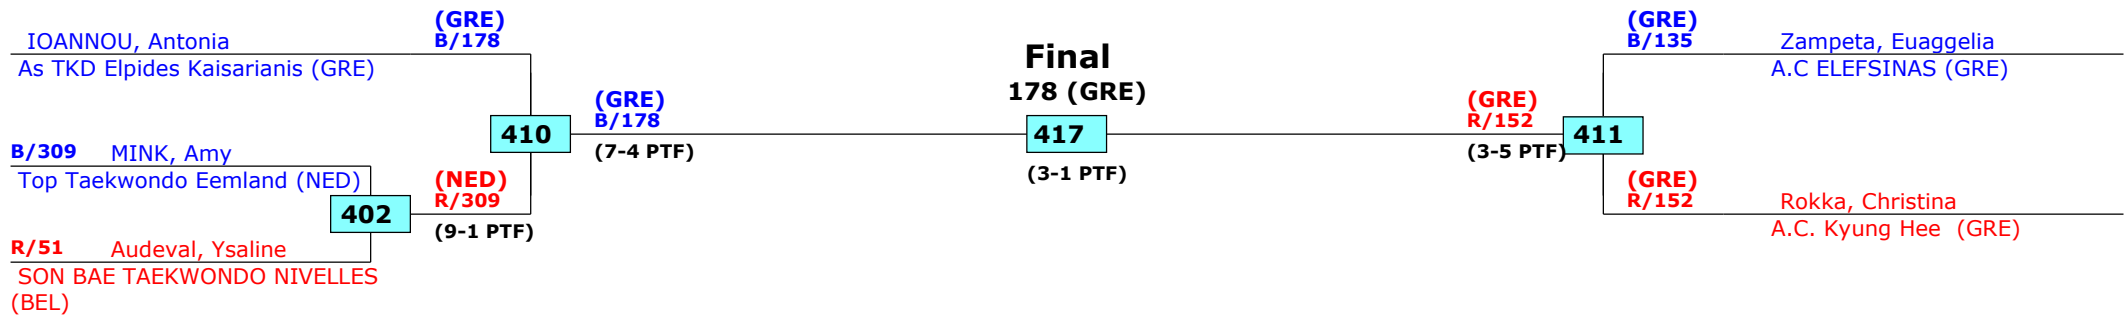 (GRE)
B/178
IOANNOU, Antonia
As TKD Elpides Kaisarianis (GRE)
B/309 MINK, Amy
Top Taekwondo Eemland (NED)
402
R/51 Audeval, Ysaline
SON BAE TAEKWONDO NIVELLES
(BEL)
(NED)
R/309
(9-1 PTF)
410
(GRE)
B/178
(7-4 PTF)
Final
178 (GRE)
417
(3-1 PTF)
(GRE)
R/152
(3-5 PTF)
411
(GRE)
B/135
Zampeta, Euaggelia
A.C ELEFSINAS (GRE)
(GRE)
R/152
Rokka, Christina
A.C. Kyung Hee  (GRE)